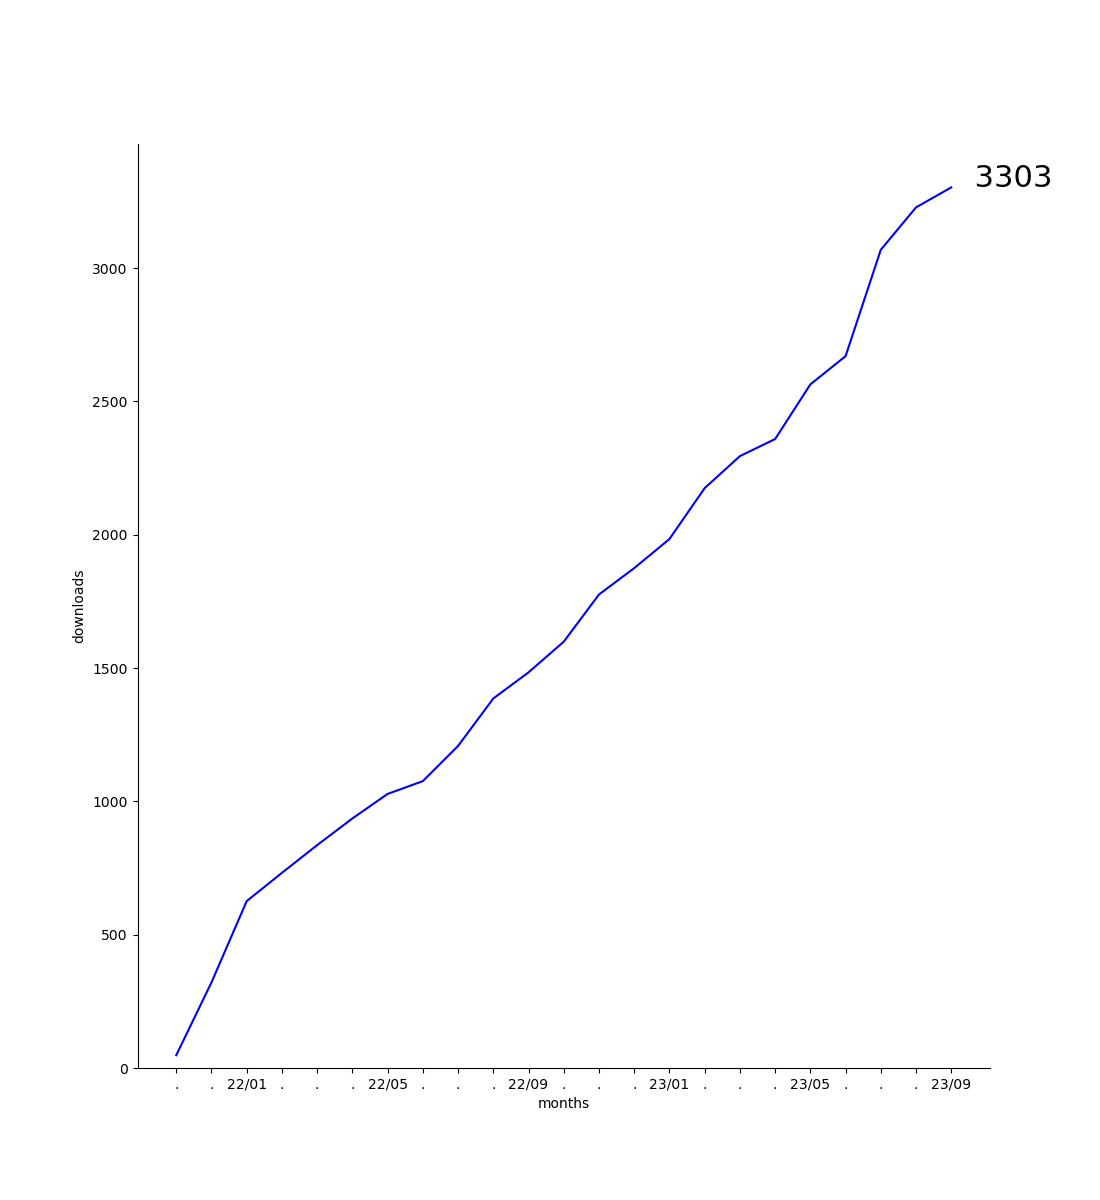 3303
3000
2500
2000
1500
1000
500
0
downloads
. . 22/01 . . . 22/05 . . . 22/09 . . . 23/01 . . . 23/05 . . . 23/09
months